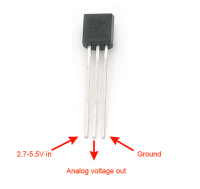 2.7-5.5V in
Ground
Analog voltage out